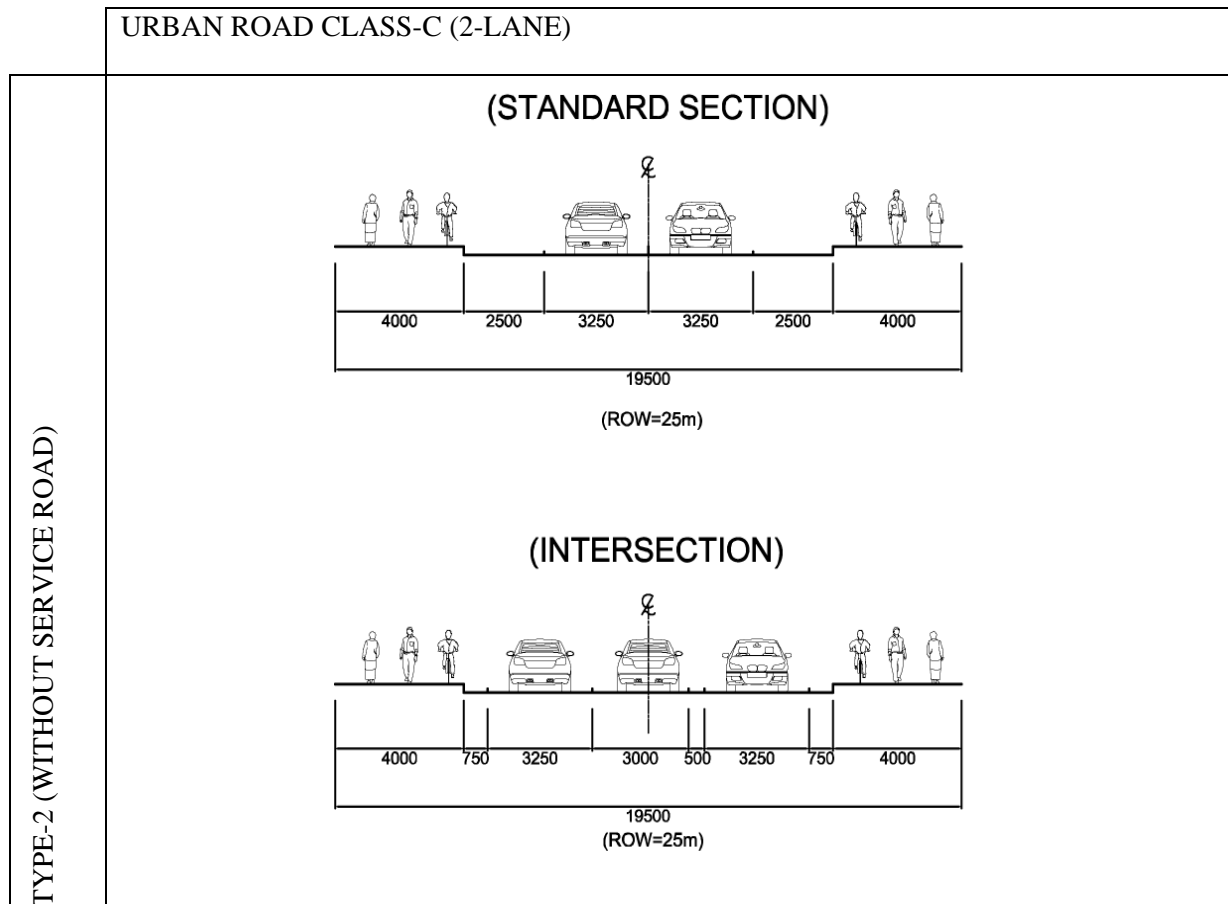 URBAN ROAD CLASS-C (2-LANE)
TYPE-2 (WITHOUT SERVICE ROAD)
(STANDARD SECTION)
℄
4000 2500 3250 3250 2500 4000
19500
(ROW=25m)
(INTERSECTION)
℄
4000 750 3250 3000 500 3250 750 4000
19500
(ROW=25m)